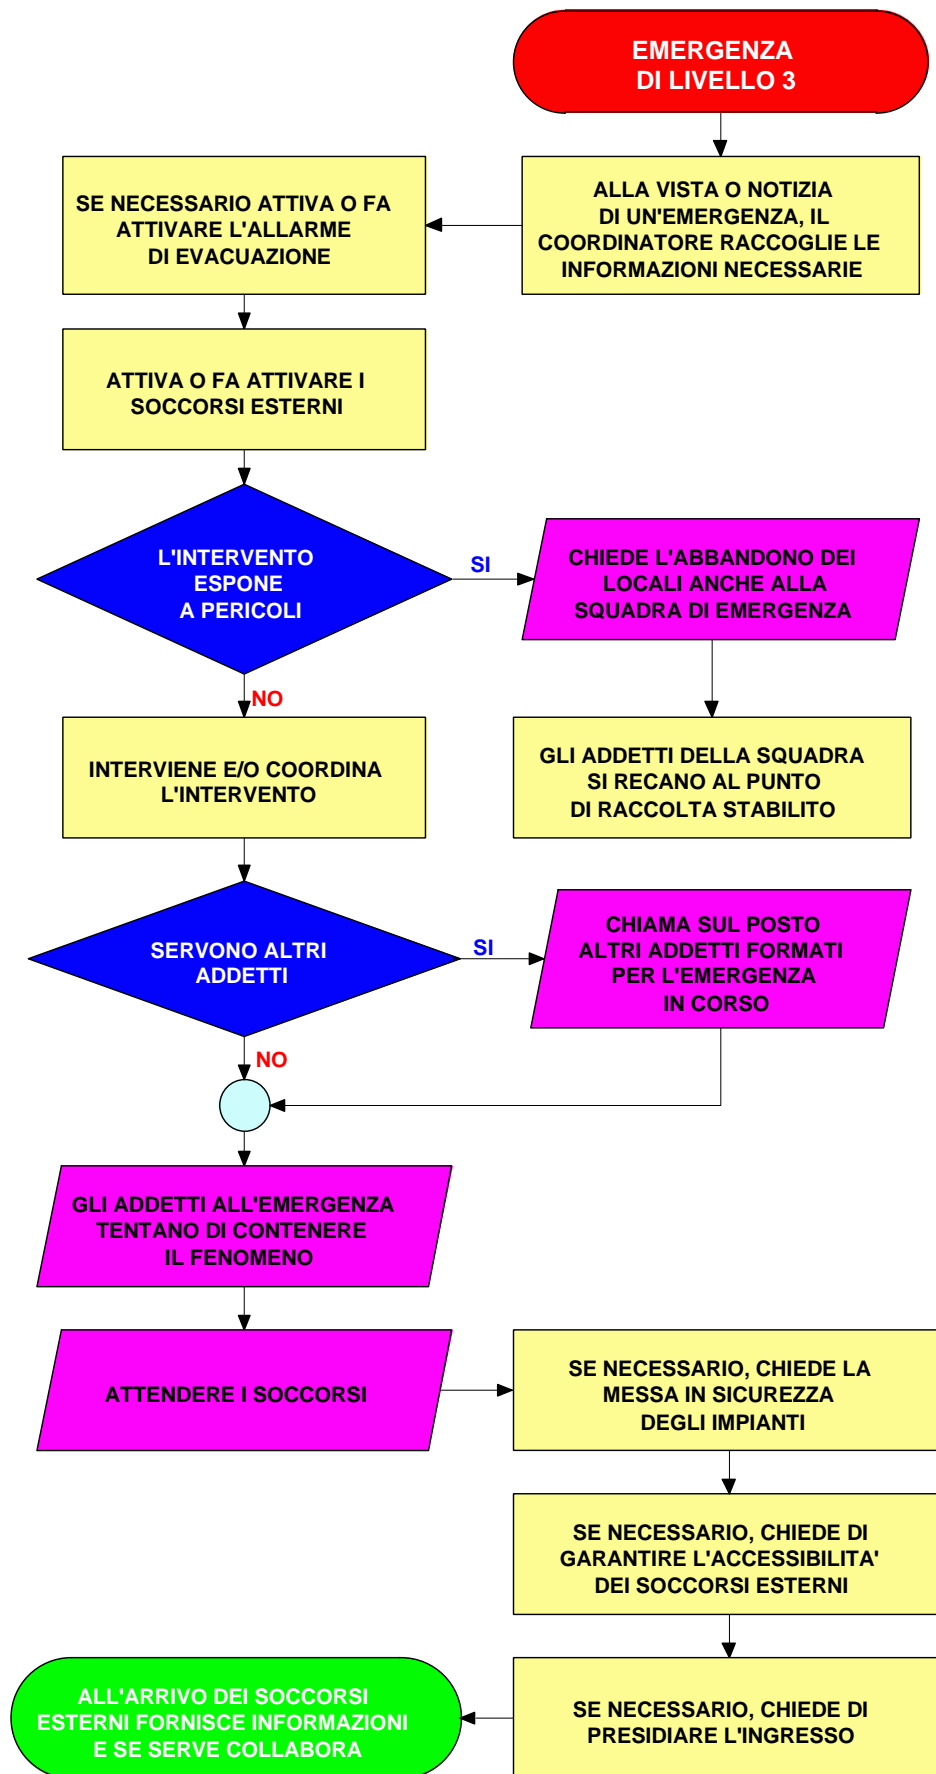 EMERGENZA
DI LIVELLO 3
ALLA VISTA O NOTIZIA
DI UN'EMERGENZA, IL
COORDINATORE RACCOGLIE LE
INFORMAZIONI NECESSARIE
SE NECESSARIO ATTIVA O FA
ATTIVARE L'ALLARME
DI EVACUAZIONE
ATTIVA O FA ATTIVARE I
SOCCORSI ESTERNI
L'INTERVENTO
ESPONE
A PERICOLI
SI
CHIEDE L'ABBANDONO DEI
LOCALI ANCHE ALLA
SQUADRA DI EMERGENZA
GLI ADDETTI DELLA SQUADRA
SI RECANO AL PUNTO
DI RACCOLTA STABILITO
NO
INTERVIENE E/O COORDINA
L'INTERVENTO
SERVONO ALTRI
ADDETTI
SI
CHIAMA SUL POSTO
ALTRI ADDETTI FORMATI
PER L'EMERGENZA
IN CORSO
NO
GLI ADDETTI ALL'EMERGENZA
TENTANO DI CONTENERE
IL FENOMENO
ATTENDERE I SOCCORSI
SE NECESSARIO, CHIEDE LA
MESSA IN SICUREZZA
DEGLI IMPIANTI
SE NECESSARIO, CHIEDE DI
GARANTIRE L'ACCESSIBILITA'
DEI SOCCORSI ESTERNI
SE NECESSARIO, CHIEDE DI
PRESIDIARE L'INGRESSO
ALL'ARRIVO DEI SOCCORSI
ESTERNI FORNISCE INFORMAZIONI
E SE SERVE COLLABORA